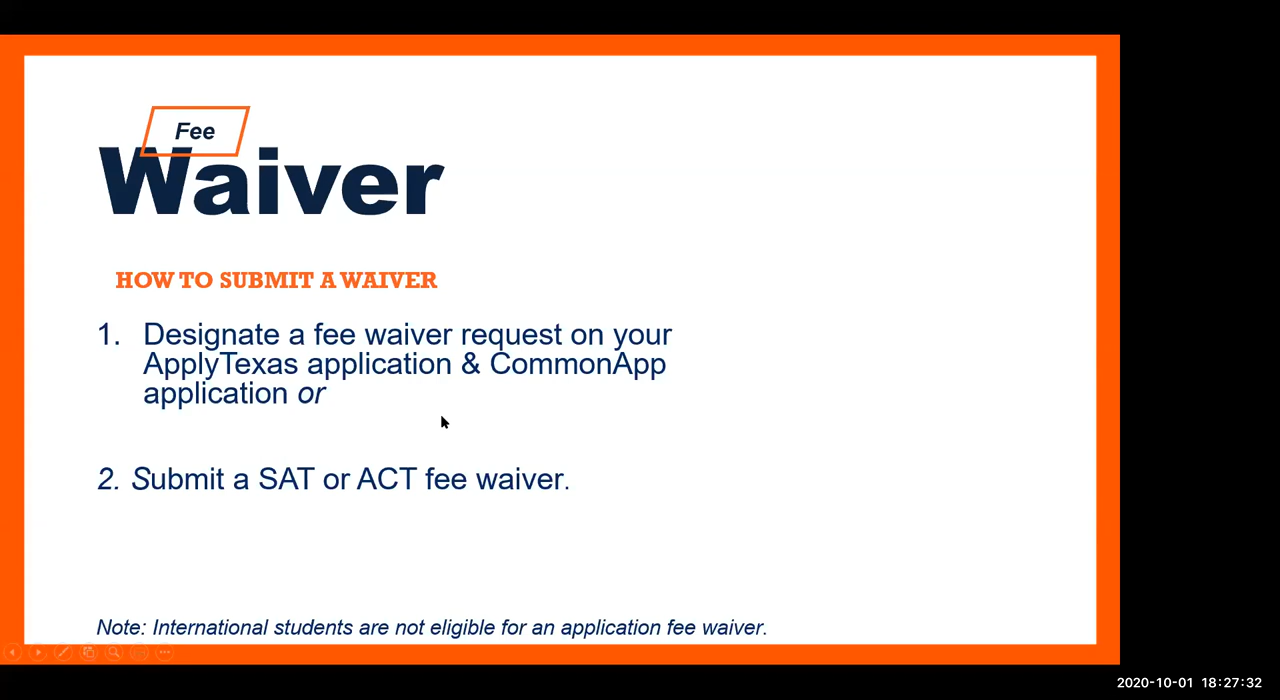 Fee
Waiver
HOW TO SUBMIT A WAIVER
1. Designate a fee waiver request on your
ApplyTexas application & CommonApp
application or
2. Submit a SAT or ACT fee waiver.
Note: International students are not eligible for an application fee waiver.
2020-10-01 18:27:32